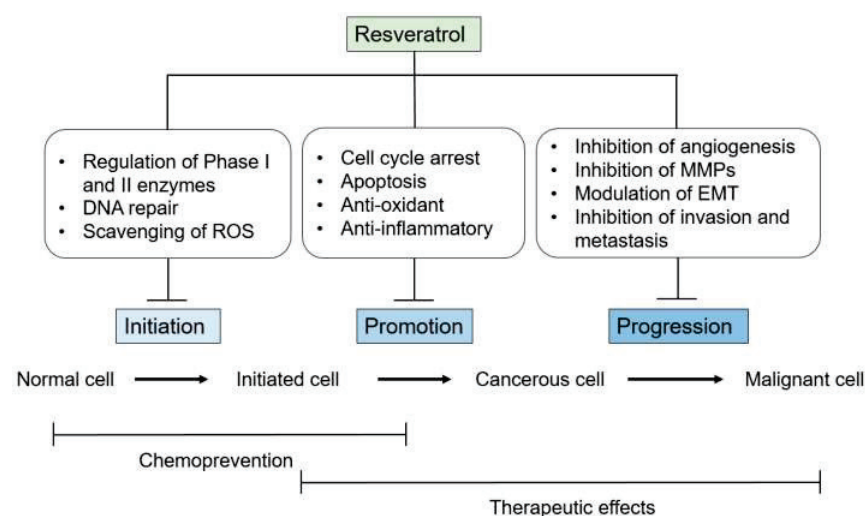 Resveratrol
• Regulation of Phase I
and II enzymes
• DNA repair
• Scavenging of ROS
• Cell cycle arrest
• Apoptosis
• Anti-oxidant
• Anti-inflammatory
• Inhibition of angiogenesis
• Inhibition of MMPs
• Modulation of EMT
• Inhibition of invasion and
metastasis
Initiation
Promotion
Progression
Normal cell
Initiated cell
Cancerous cell
Malignant cell
Chemoprevention
Therapeutic effects